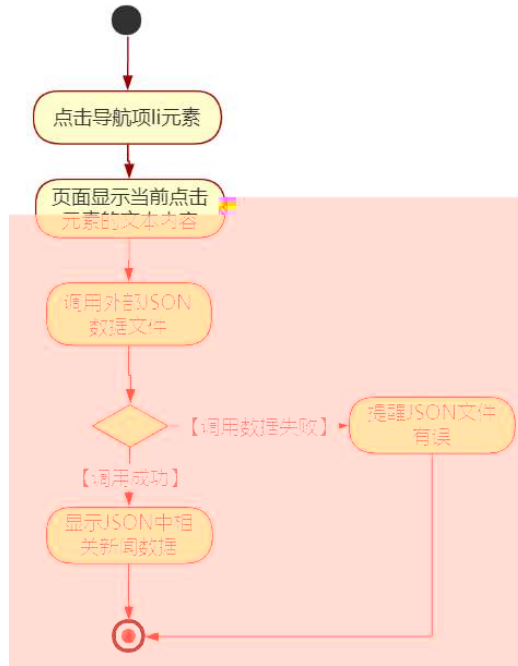 点击导航项li元素
页面显示当前点击
元素的文本内容
调用外部JSON
数据文件
【调用数据失败】
提醒JSON文件
有误
【调用成功】
显示JSON中相
关新闻数据